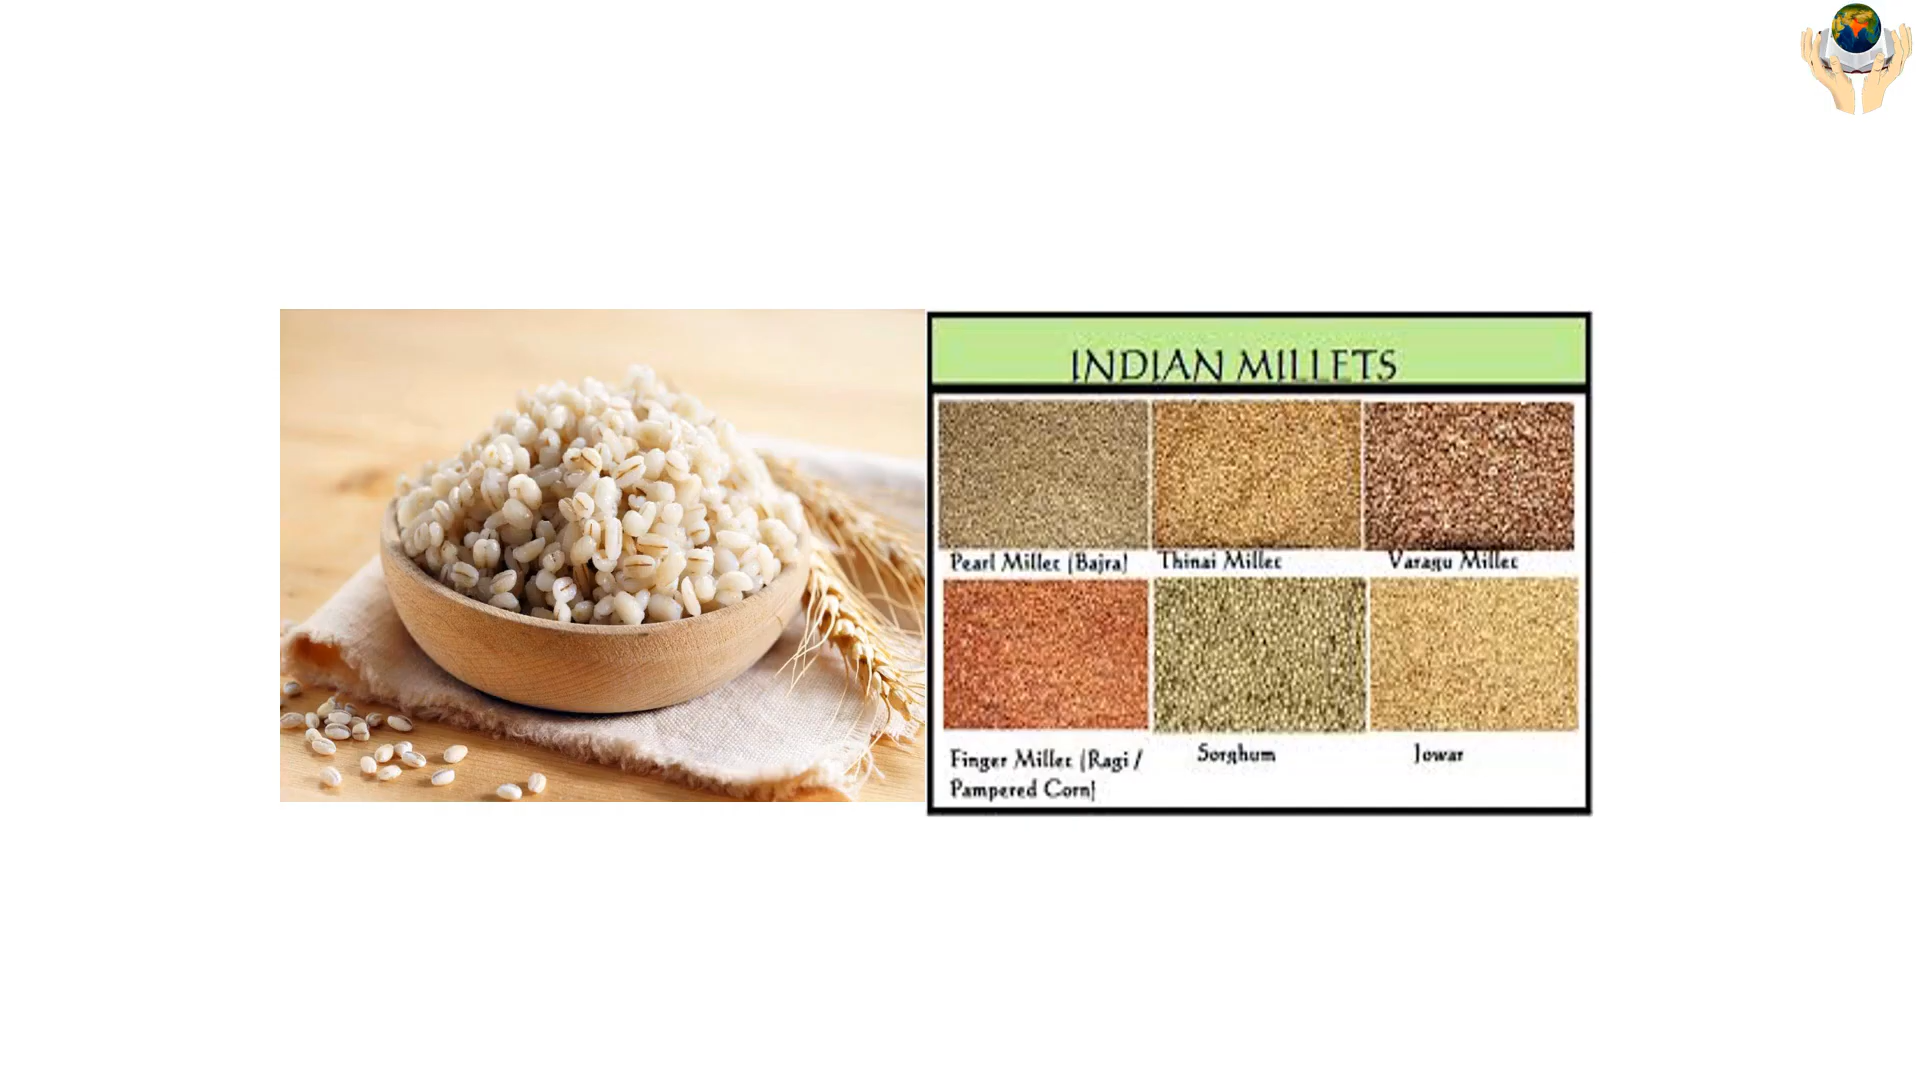 INDIAN MILLETS
Pearl Millet (Bajra) Thinai Millet Varagu Millet
Finger Millet (Ragi / Sorghum Jowar
Pampered Corn)